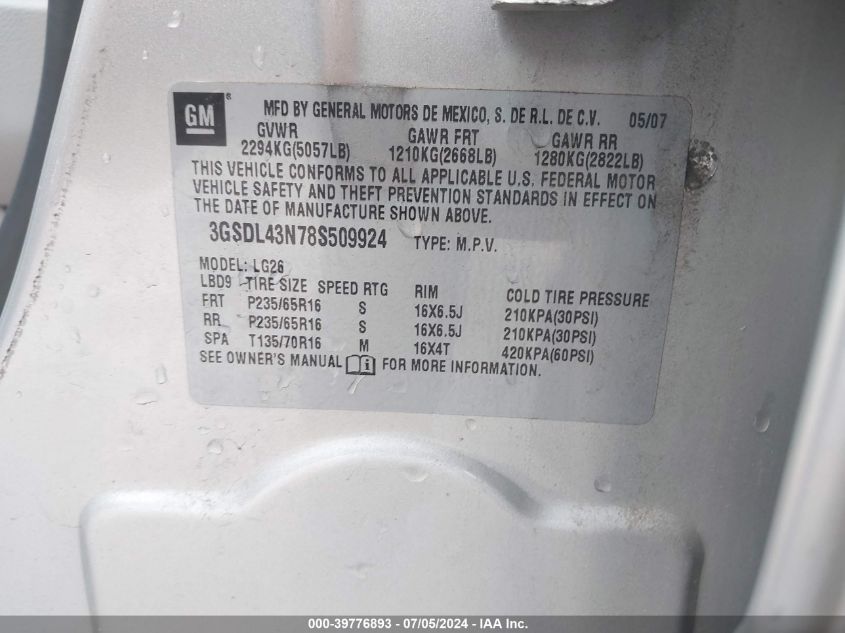 GM ® MFD BY GENERAL MOTORS DE MEXICO, S. DE R.L. DE C.V. 05/07
GVWR GAWR FRT GAWR RR
2294KG(5057LB) 1210KG(2668LB) 1280KG(2822LB)
THIS VEHICLE CONFORMS TO ALL APPLICABLE U.S. FEDERAL MOTOR
VEHICLE SAFETY AND THEFT PREVENTION STANDARDS IN EFFECT ON
THE DATE OF MANUFACTURE SHOWN ABOVE.
3GSDL43N78S509924 TYPE: M.P.V.
MODEL: LG26
LBD9 TIRE SIZE SPEED RTG RIM COLD TIRE PRESSURE
FRT P235/65R16 S 16X6.5J 210KPA(30PSI)
RR P235/65R16 S 16X6.5J 210KPA(30PSI)
SPA T135/70R16 M 16X4T 420KPA(60PSI)
SEE OWNER'S MANUAL i FOR MORE INFORMATION.
000-39776893 - 07/05/2024 - IAA Inc.